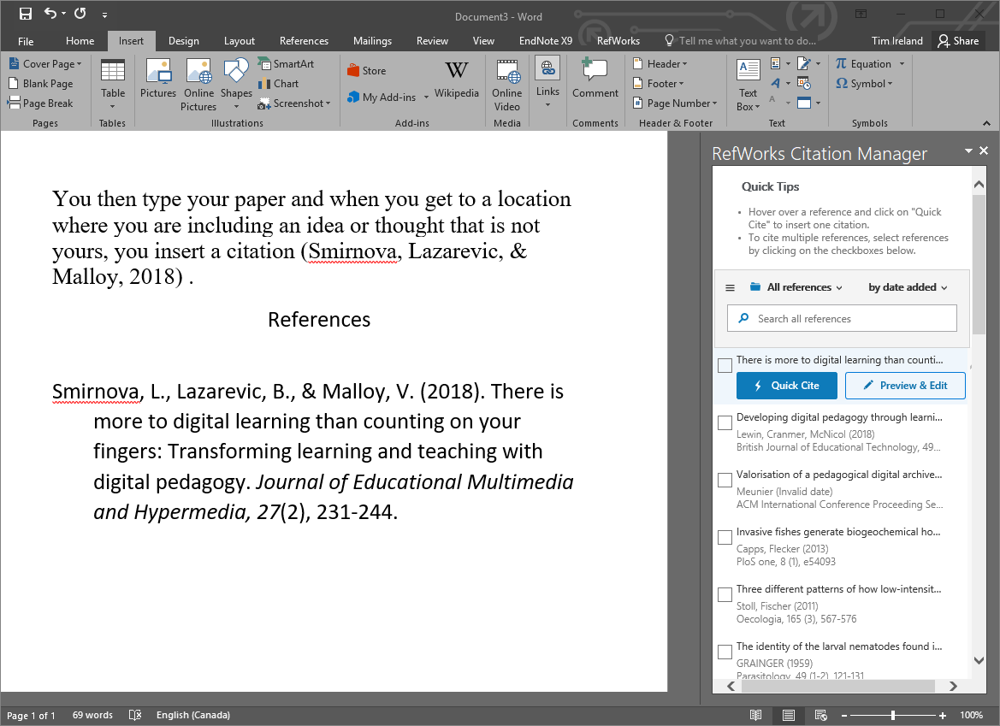 Document3 - Word
File Home Insert Design Layout References Mailings Review View EndNote X9 RefWorks Tell me what you want to do... Tim Ireland Share
Cover Page
Blank Page
Page Break
Pages
Table
Tables
Pictures
Online
Pictures
Shapes
SmartArt
Chart
Screenshot
Illustrations
Store
My Add-ins
W
Wikipedia
Add-ins
Online
Video
Media
Links
Comment
Comments
Header
Footer
Page Number
Header & Footer
Text
Box
Text
Equation
Symbol
Symbols
You then type your paper and when you get to a location
where you are including an idea or thought that is not
yours, you insert a citation (Smirnova, Lazarevic, &
Malloy, 2018) .
References
Smirnova, L., Lazarevic, B., & Malloy, V. (2018). There is
more to digital learning than counting on your
fingers: Transforming learning and teaching with
digital pedagogy. Journal of Educational Multimedia
and Hypermedia, 27(2), 231-244.
RefWorks Citation Manager
Quick Tips
• Hover over a reference and click on "Quick
Cite" to insert one citation.
• To cite multiple references, select references
by clicking on the checkboxes below.
All references by date added
Search all references
There is more to digital learning than counti...
Quick Cite Preview & Edit
Developing digital pedagogy through learni...
Lewin, Cranmer, McNicol (2018)
British Journal of Educational Technology, 49...
Valorisation of a pedagogical digital archive...
Meunier (Invalid date)
ACM International Conference Proceeding Se...
Invasive fishes generate biogeochemical ho...
Capps, Flecker (2013)
PloS one, 8 (1), e54093
Three different patterns of how low-intensit...
Stoll, Fischer (2011)
Oecologia, 165 (3), 567-576
The identity of the larval nematodes found i...
GRAINGER (1959)
Parasitology, 49 (1-2), 121-131
Page 1 of 1 69 words English (Canada) 100%